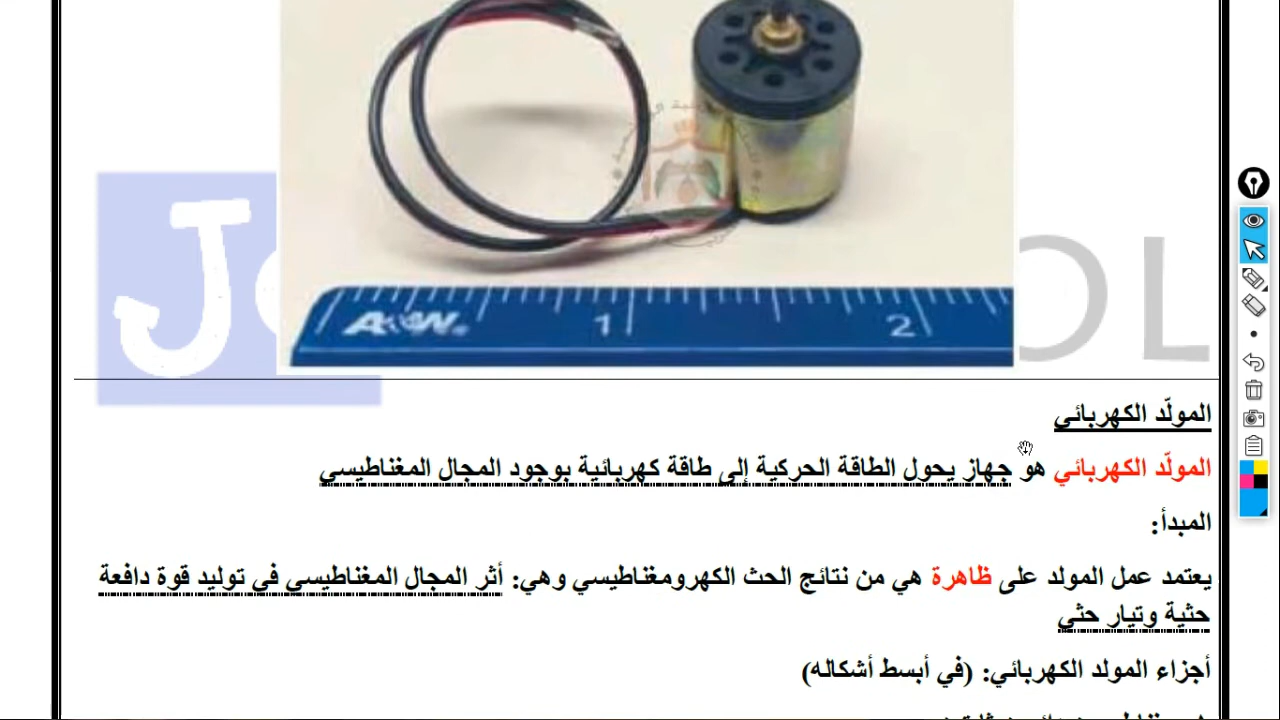 J OL
A&W
1 2
المولّد الكهربائي
المولّد الكهربائي هو جهاز يحول الطاقة الحركية إلى طاقة كهربائية بوجود المجال المغناطيسي
المبدأ:
يعتمد عمل المولد على ظاهرة هي من نتائج الحث الكهرومغناطيسي وهي: أثر المجال المغناطيسي في توليد قوة دافعة
حثية وتيار حثي
أجزاء المولد الكهربائي: (في أبسط أشكاله)